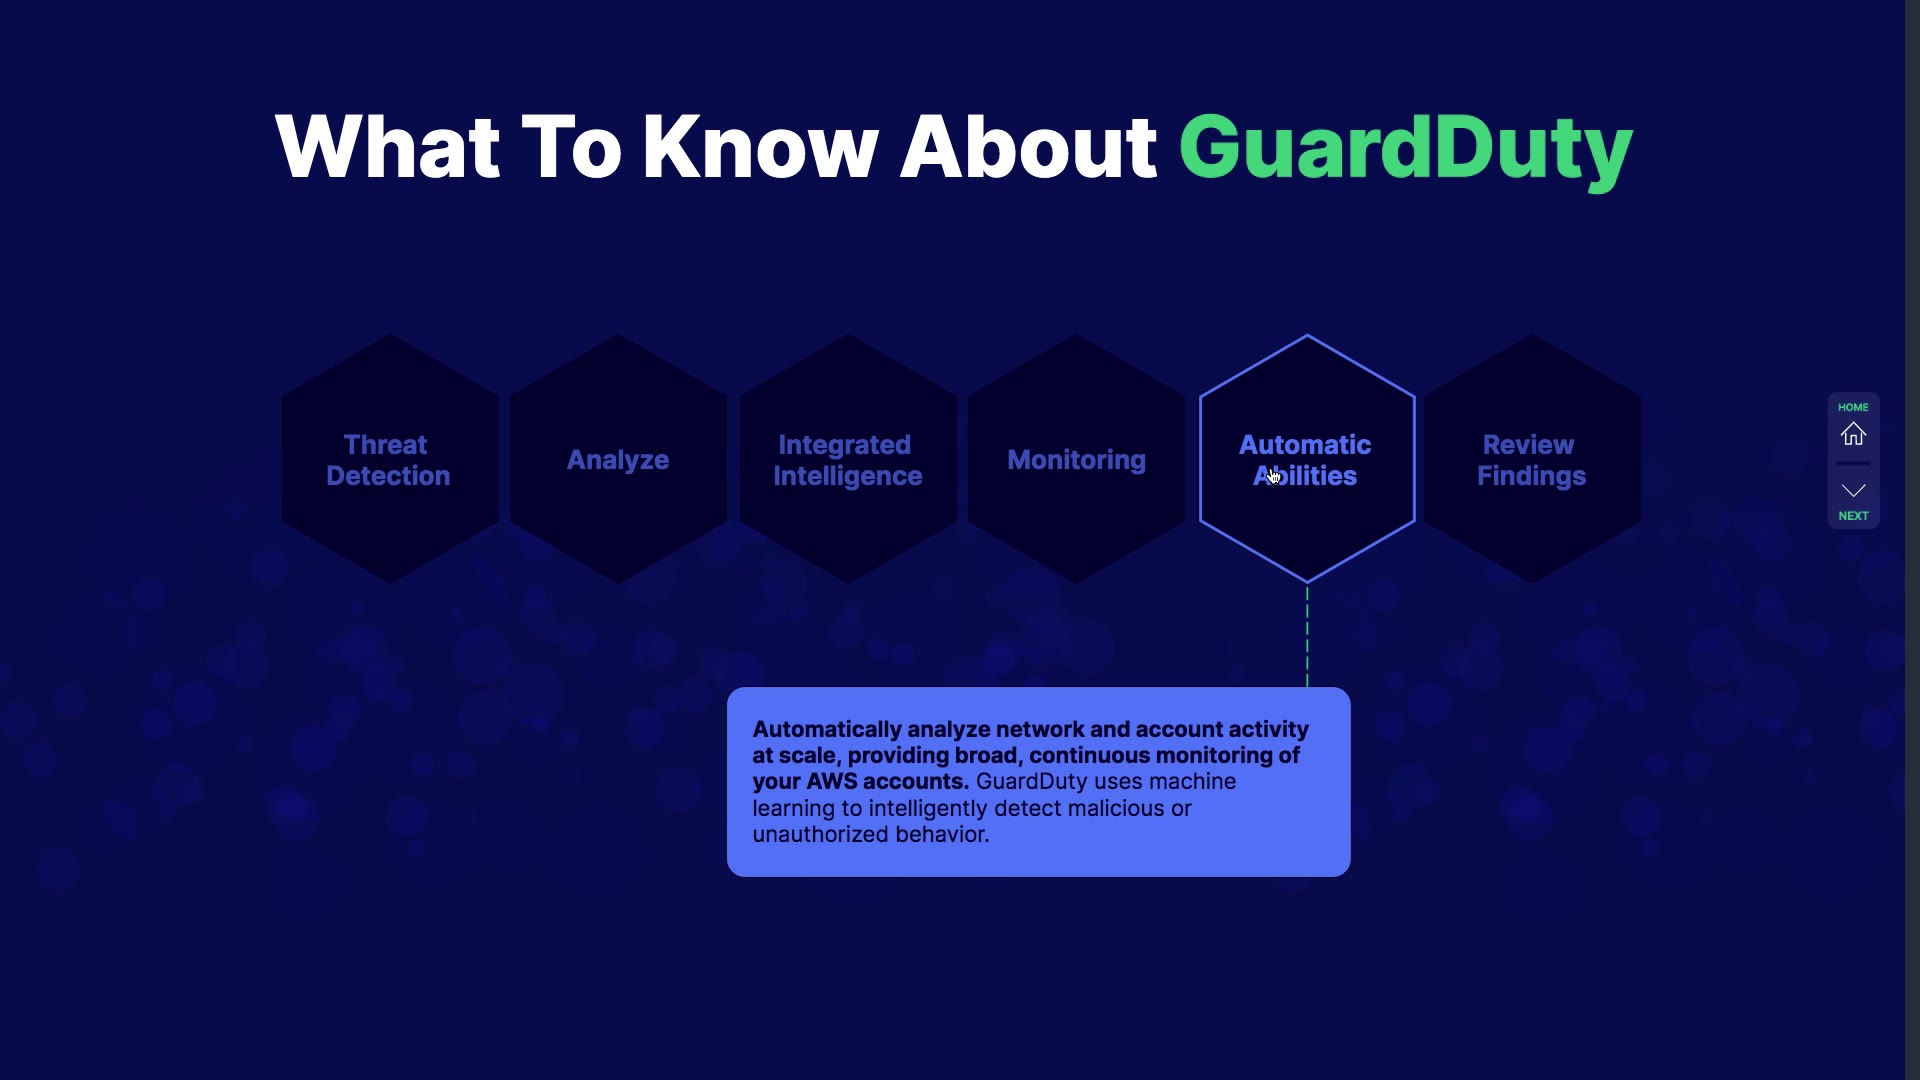 What To Know About GuardDuty
Threat
Detection
Analyze
Integrated
Intelligence
Monitoring
Automatic
Abilities
Review
Findings
HOME
NEXT
Automatically analyze network and account activity
at scale, providing broad, continuous monitoring of
your AWS accounts. GuardDuty uses machine
learning to intelligently detect malicious or
unauthorized behavior.